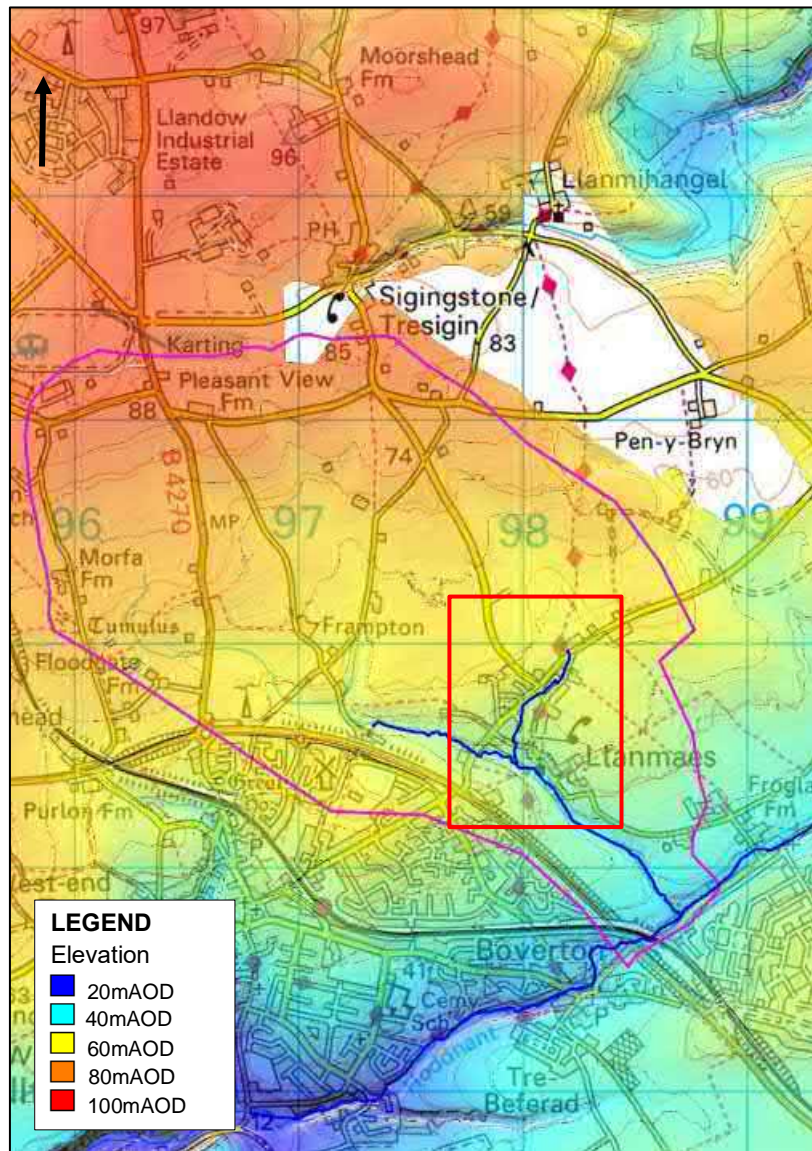 97
Moorshead
Fm
Llandow
Industrial
Estate
96
Llanmihangel
59
PH
Sigingstone/
Tresigin
Karting
85
83
Pleasant View
Fm
88
Pen-y-Bryn
74
60
B 4270
96
97
98
99
MP
Morfa
Fm
Tumulus
Frampton
Floodgate
Fm
Llanmaes
Great
Purlon Fm
Frogla
Fm
P
Boverton
41
Cemy
Sch
P
Tre-
Beferad
12
LEGEND
Elevation
20mAOD
40mAOD
60mAOD
80mAOD
100mAOD